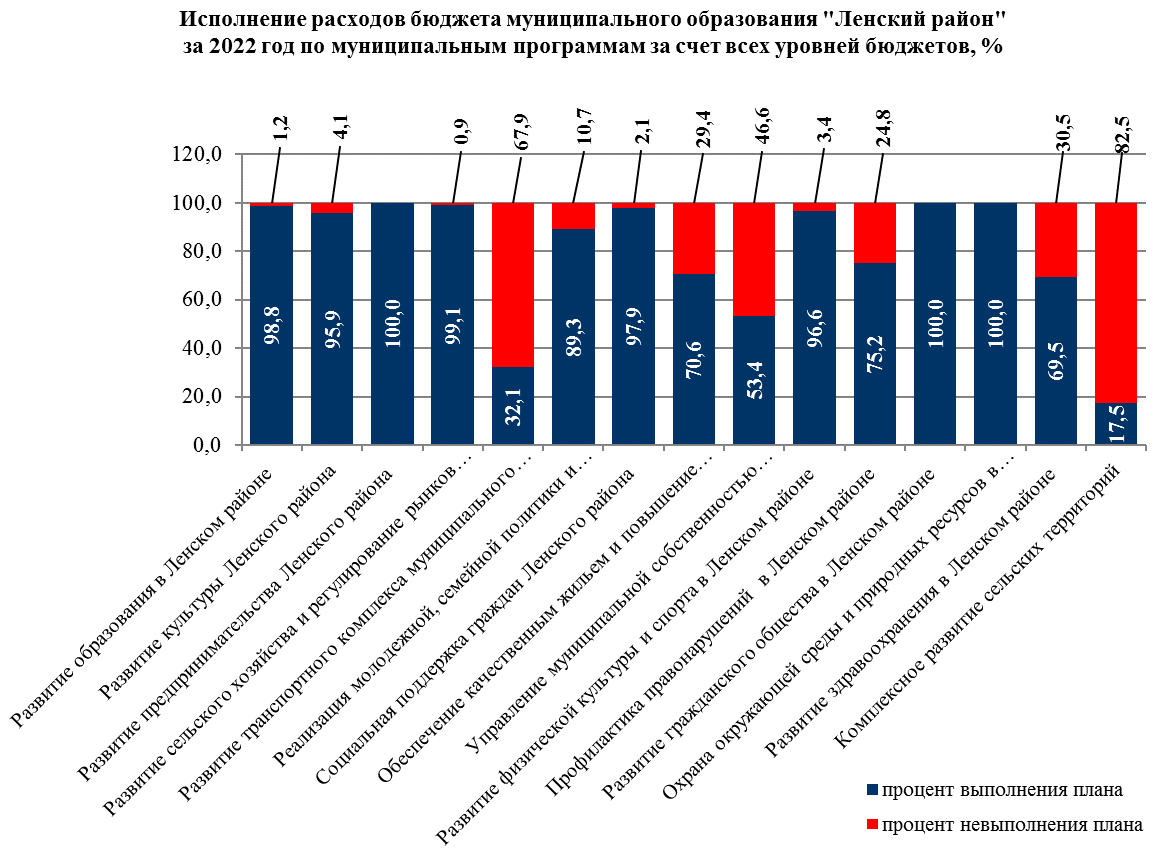 Исполнение расходов бюджета муниципального образования "Ленский район"
за 2022 год по муниципальным программам за счет всех уровней бюджетов, %
1,2
4,1
0,9
67,9
10,7
2,1
29,4
46,6
3,4
24,8
30,5
82,5
120,0
100,0
80,0
60,0
40,0
20,0
0,0
98,8
95,9
100,0
99,1
32,1
89,3
97,9
70,6
53,4
96,6
75,2
100,0
100,0
69,5
17,5
Развитие образования в Ленском районе
Развитие культуры Ленского района
Развитие предпринимательства Ленского района
Развитие сельского хозяйства и регулирование рынков…
Развитие транспортного комплекса муниципального…
Реализация молодежной, семейной политики и…
Социальная поддержка граждан Ленского района
Обеспечение качественным жильем и повышение…
Управление муниципальной собственностью…
Развитие физической культуры и спорта в Ленском районе
Профилактика правонарушений в Ленском районе
Развитие гражданского общества в Ленском районе
Охрана окружающей среды и природных ресурсов в…
Развитие здравоохранения в Ленском районе
Комплексное развитие сельских территорий
процент выполнения плана
процент невыполнения плана